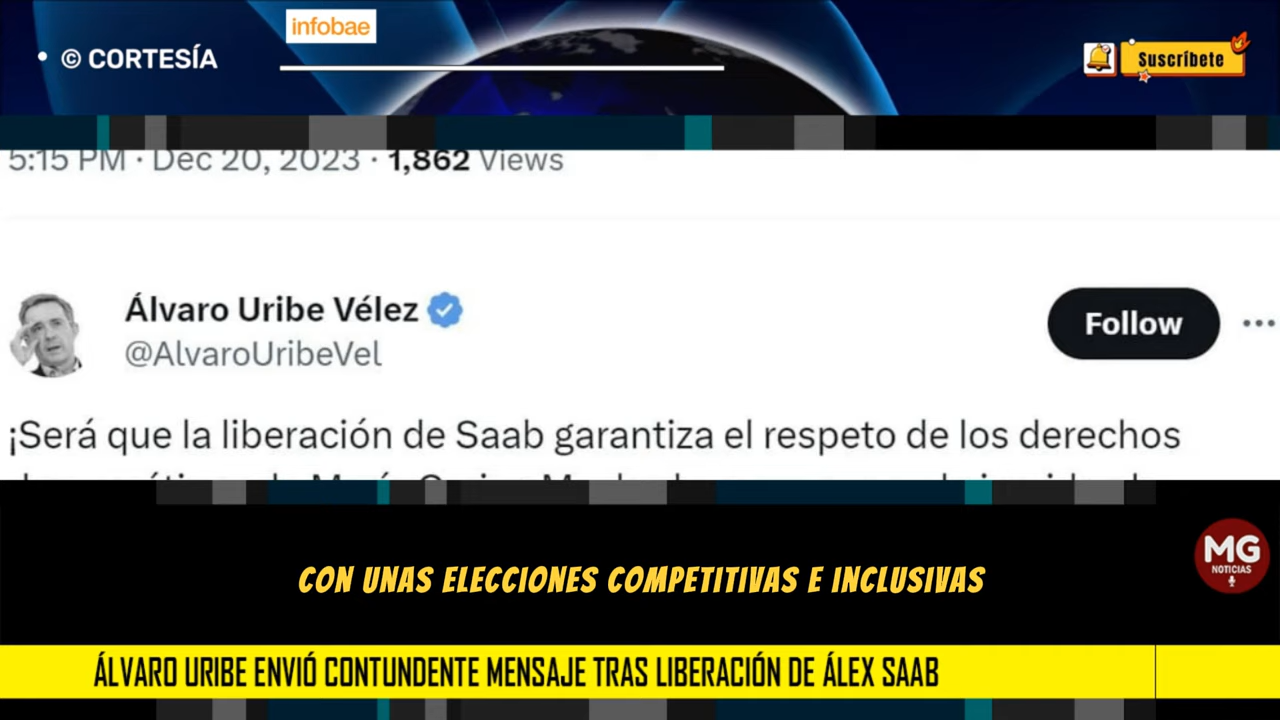 infobae
• © CORTESÍA
Suscríbete
5:15 PM · Dec 20, 2023 · 1,862 Views
Álvaro Uribe Vélez
@AlvaroUribeVel
Follow
¡Será que la liberación de Saab garantiza el respeto de los derechos
CON UNAS ELECCIONES COMPETITIVAS E INCLUSIVAS
MG
NOTICIAS
ÁLVARO URIBE ENVIÓ CONTUNDENTE MENSAJE TRAS LIBERACIÓN DE ÁLEX SAAB